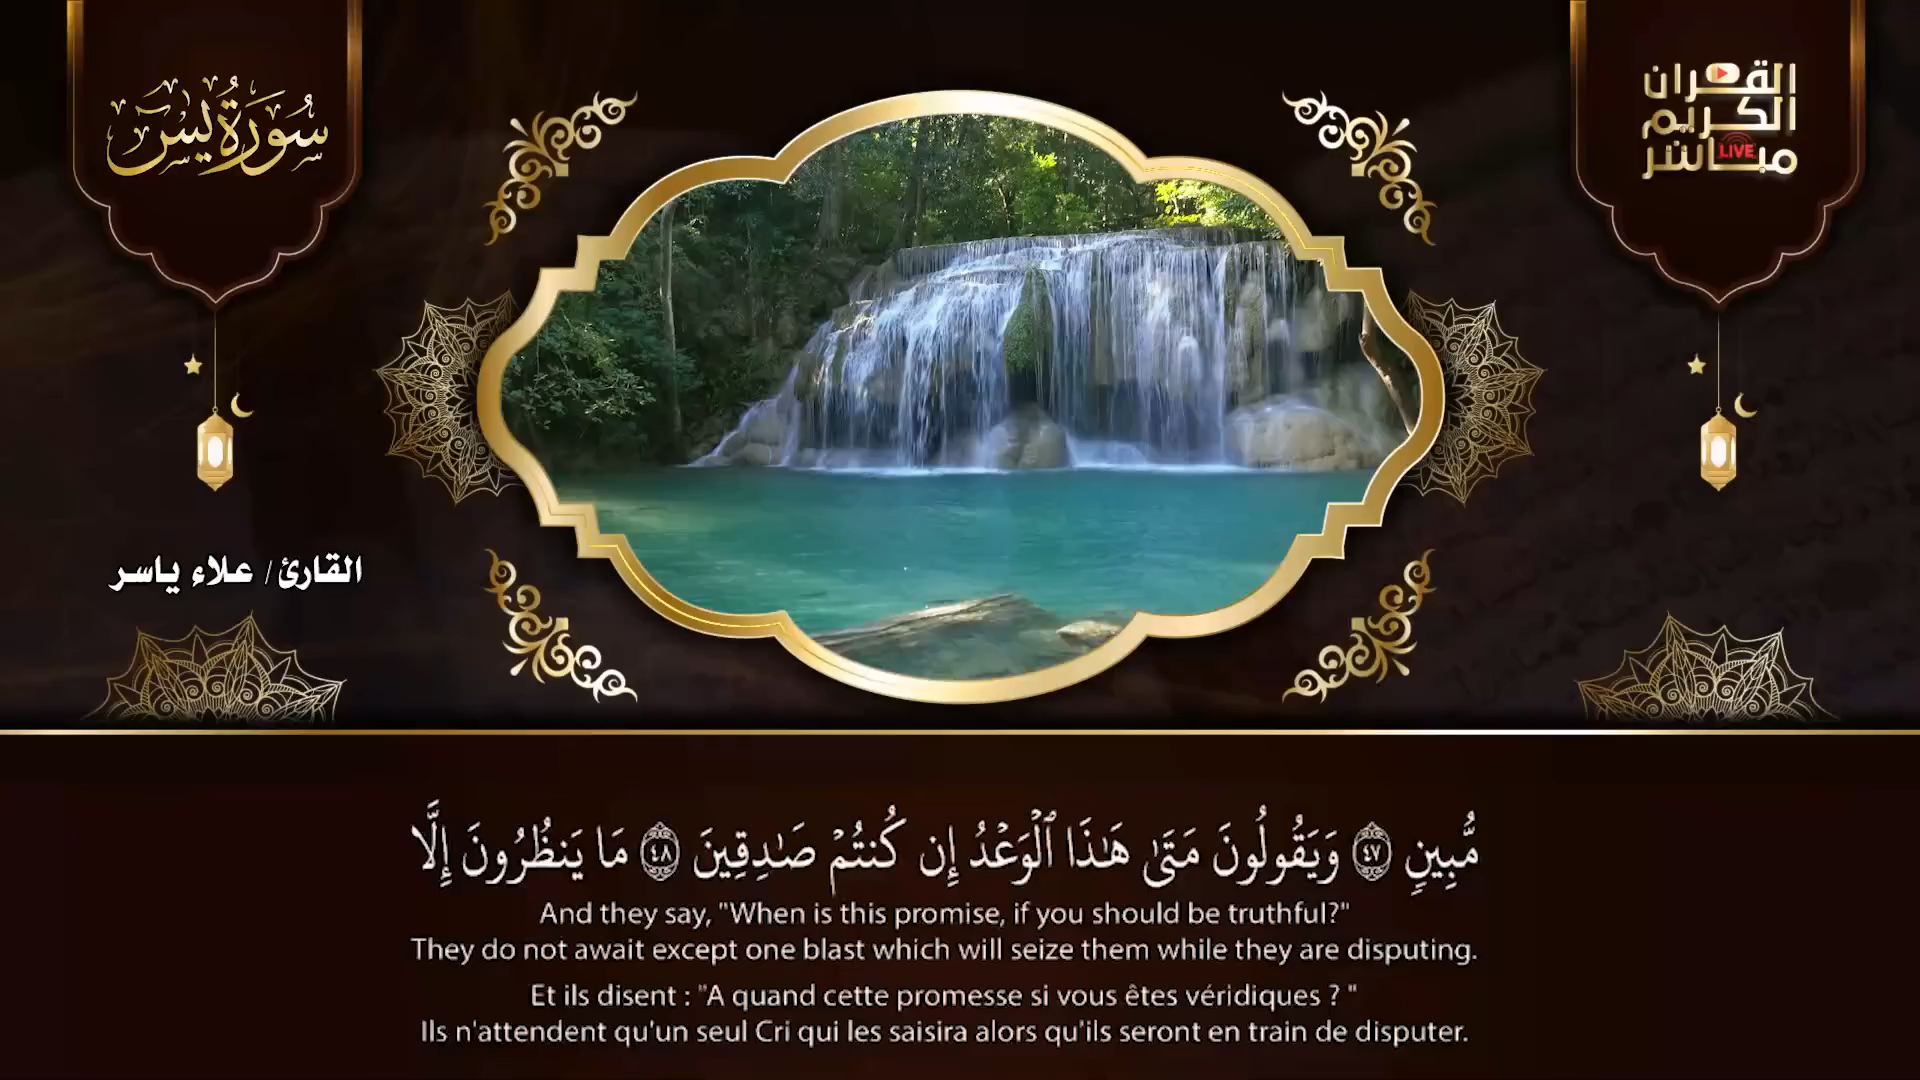 سُورَةُ يس
القرآن
الكريم
مباشر
LIVE
القارئ / علاء ياسر
مُّبِينٍ ٤٧ وَيَقُولُونَ مَتَىٰ هَٰذَا ٱلْوَعْدُ إِن كُنتُمْ صَٰدِقِينَ ٤٨ مَا يَنظُرُونَ إِلَّا
And they say, "When is this promise, if you should be truthful?"
They do not await except one blast which will seize them while they are disputing.
Et ils disent : "A quand cette promesse si vous êtes véridiques ? "
Ils n'attendent qu'un seul Cri qui les saisira alors qu'ils seront en train de disputer.